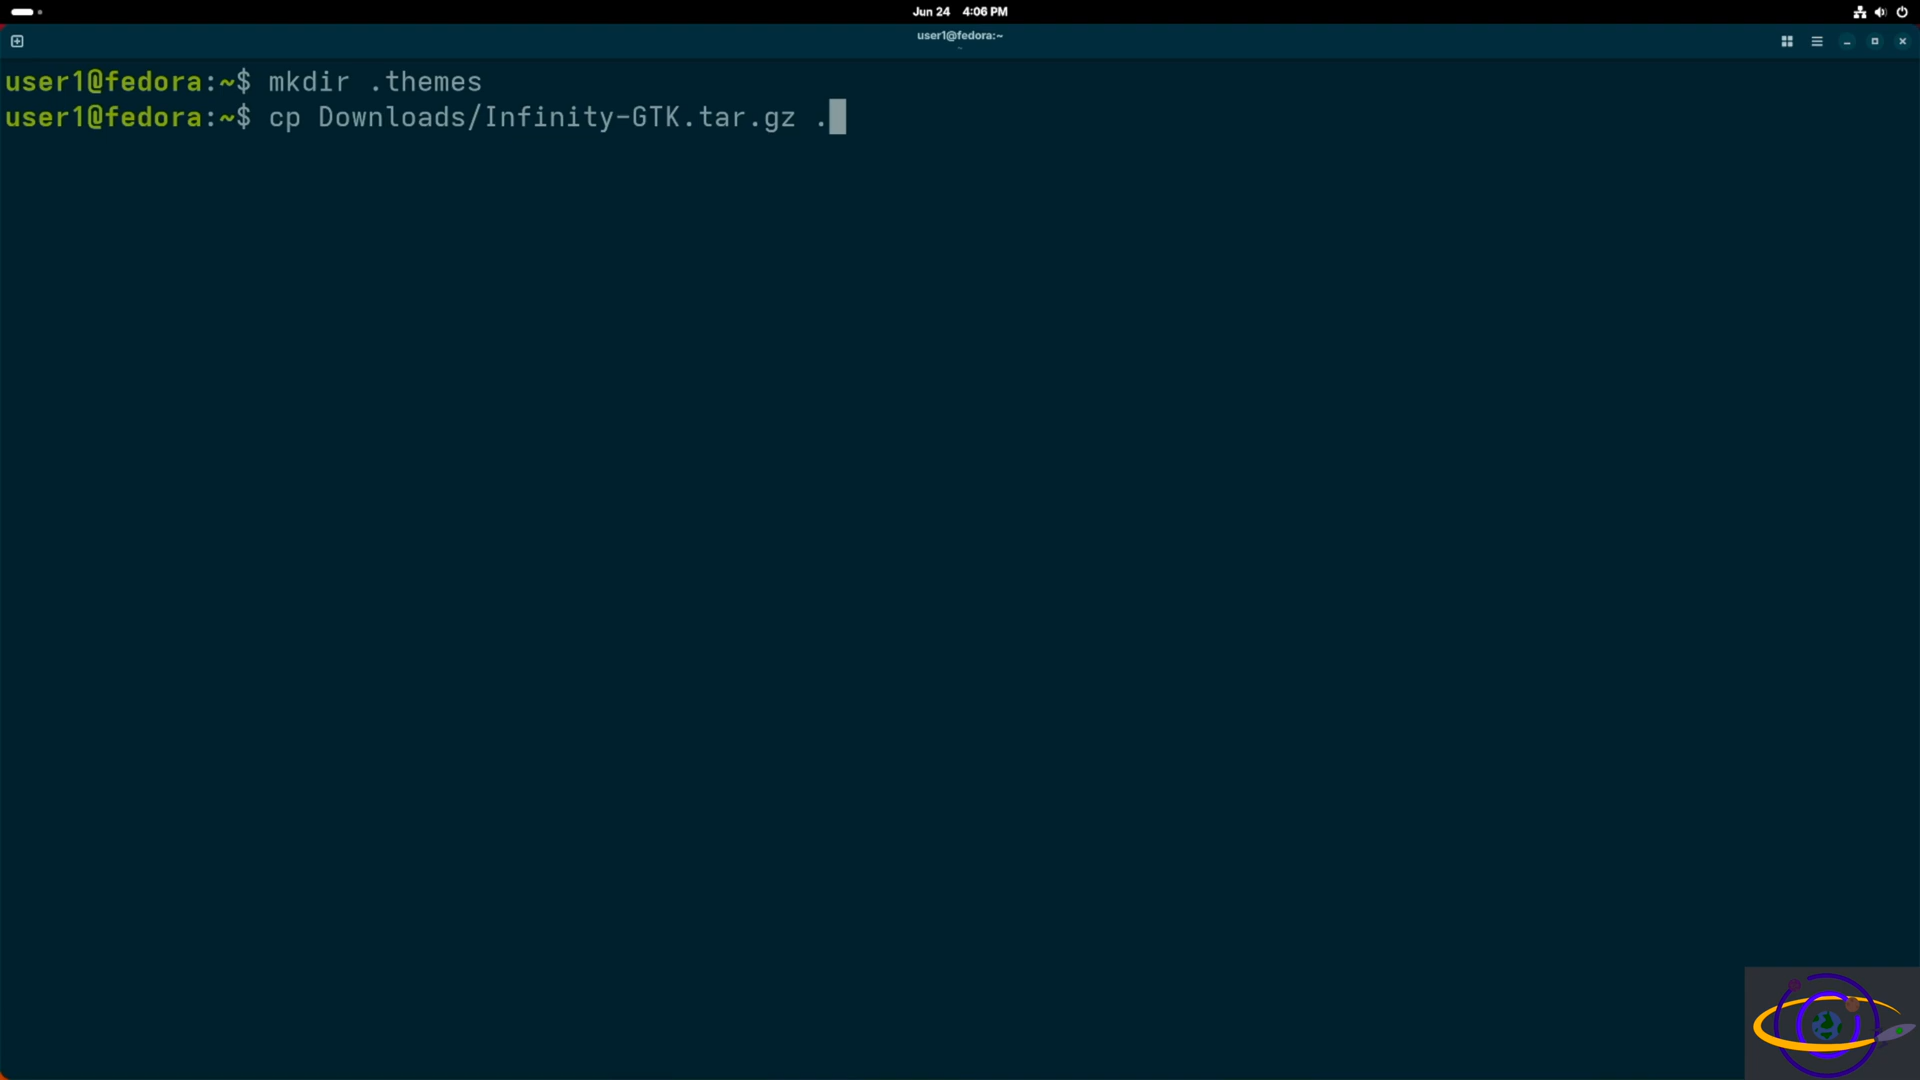 Jun 24 4:06 PM
user1@fedora:~
~
user1@fedora:~$ mkdir .themes
user1@fedora:~$ cp Downloads/Infinity-GTK.tar.gz .